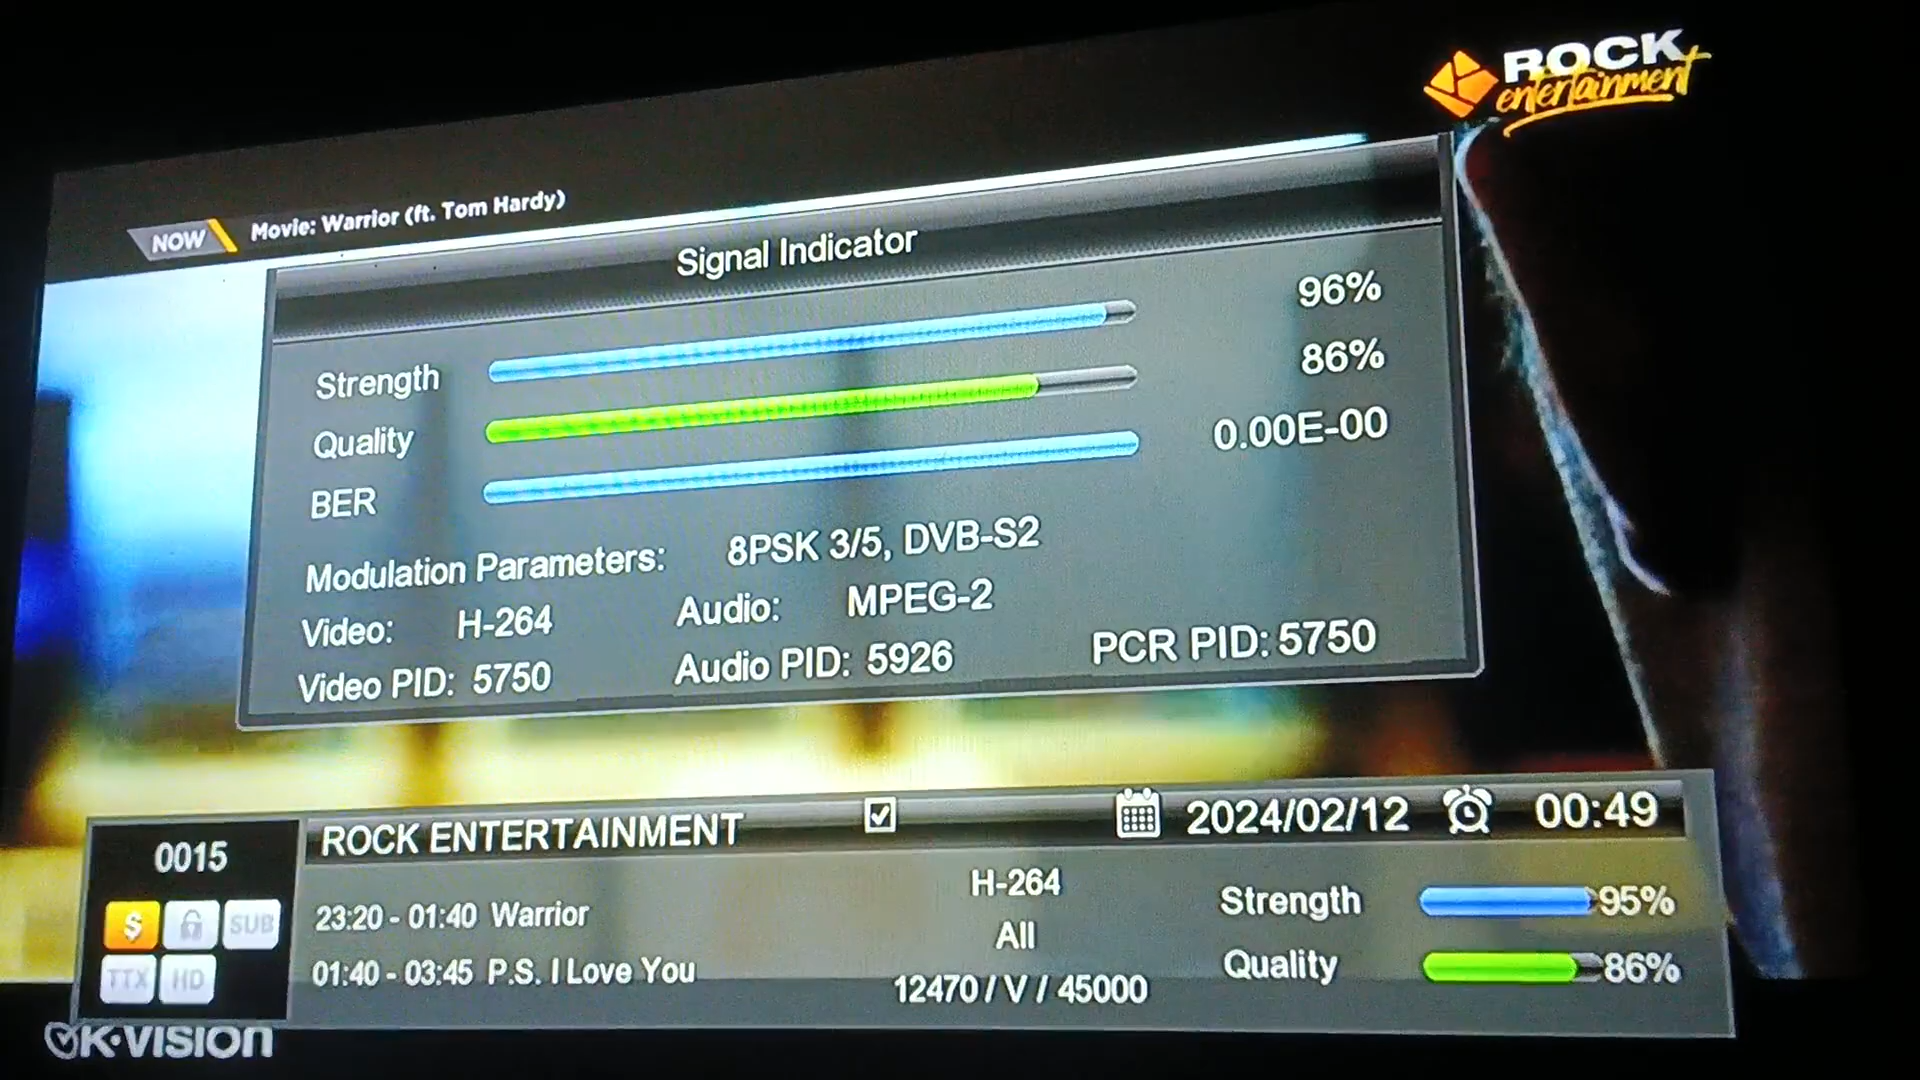 ROCK
entertainment
NOW Movie: Warrior (ft. Tom Hardy)
Signal Indicator
Strength 96%
Quality 86%
BER 0.00E-00
Modulation Parameters: 8PSK 3/5, DVB-S2
Video: H-264 Audio: MPEG-2
Video PID: 5750 Audio PID: 5926 PCR PID: 5750
0015 ROCK ENTERTAINMENT 2024/02/12 00:49
$ SUB
TTX HD
23:20 - 01:40 Warrior
01:40 - 03:45 P.S. I Love You
H-264
All
12470 / V / 45000
Strength 95%
Quality 86%
K-VISION